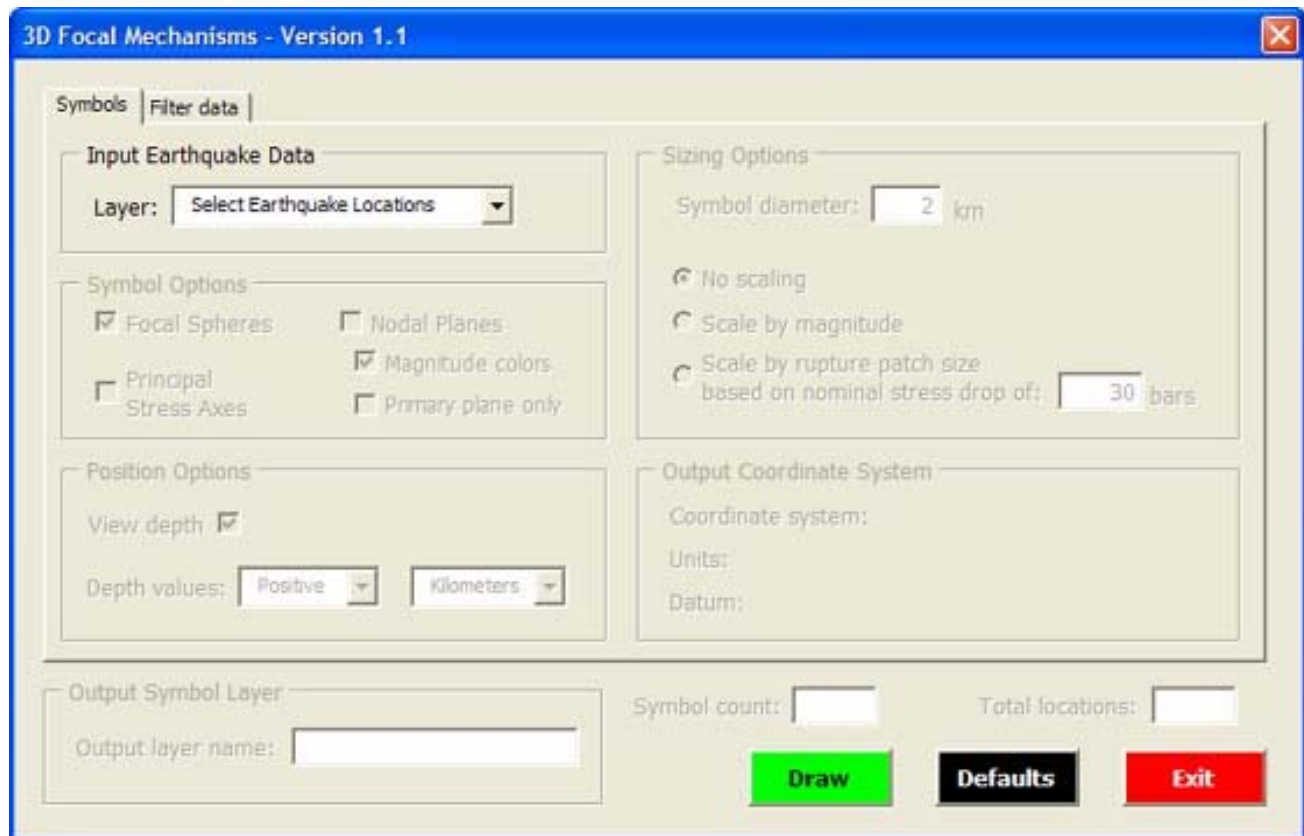 3D Focal Mechanisms - Version 1.1
Symbols
Filter data
Input Earthquake Data
Layer:
Select Earthquake Locations
Symbol Options
Focal Spheres
Nodal Planes
Magnitude colors
Principal
Stress Axes
Primary plane only
Position Options
View depth
Depth values:
Positive
Kilometers
Sizing Options
Symbol diameter:
2
km
No scaling
Scale by magnitude
Scale by rupture patch size
based on nominal stress drop of:
30
bars
Output Coordinate System
Coordinate system:
Units:
Datum:
Output Symbol Layer
Output layer name:
Symbol count:
Total locations:
Draw
Defaults
Exit